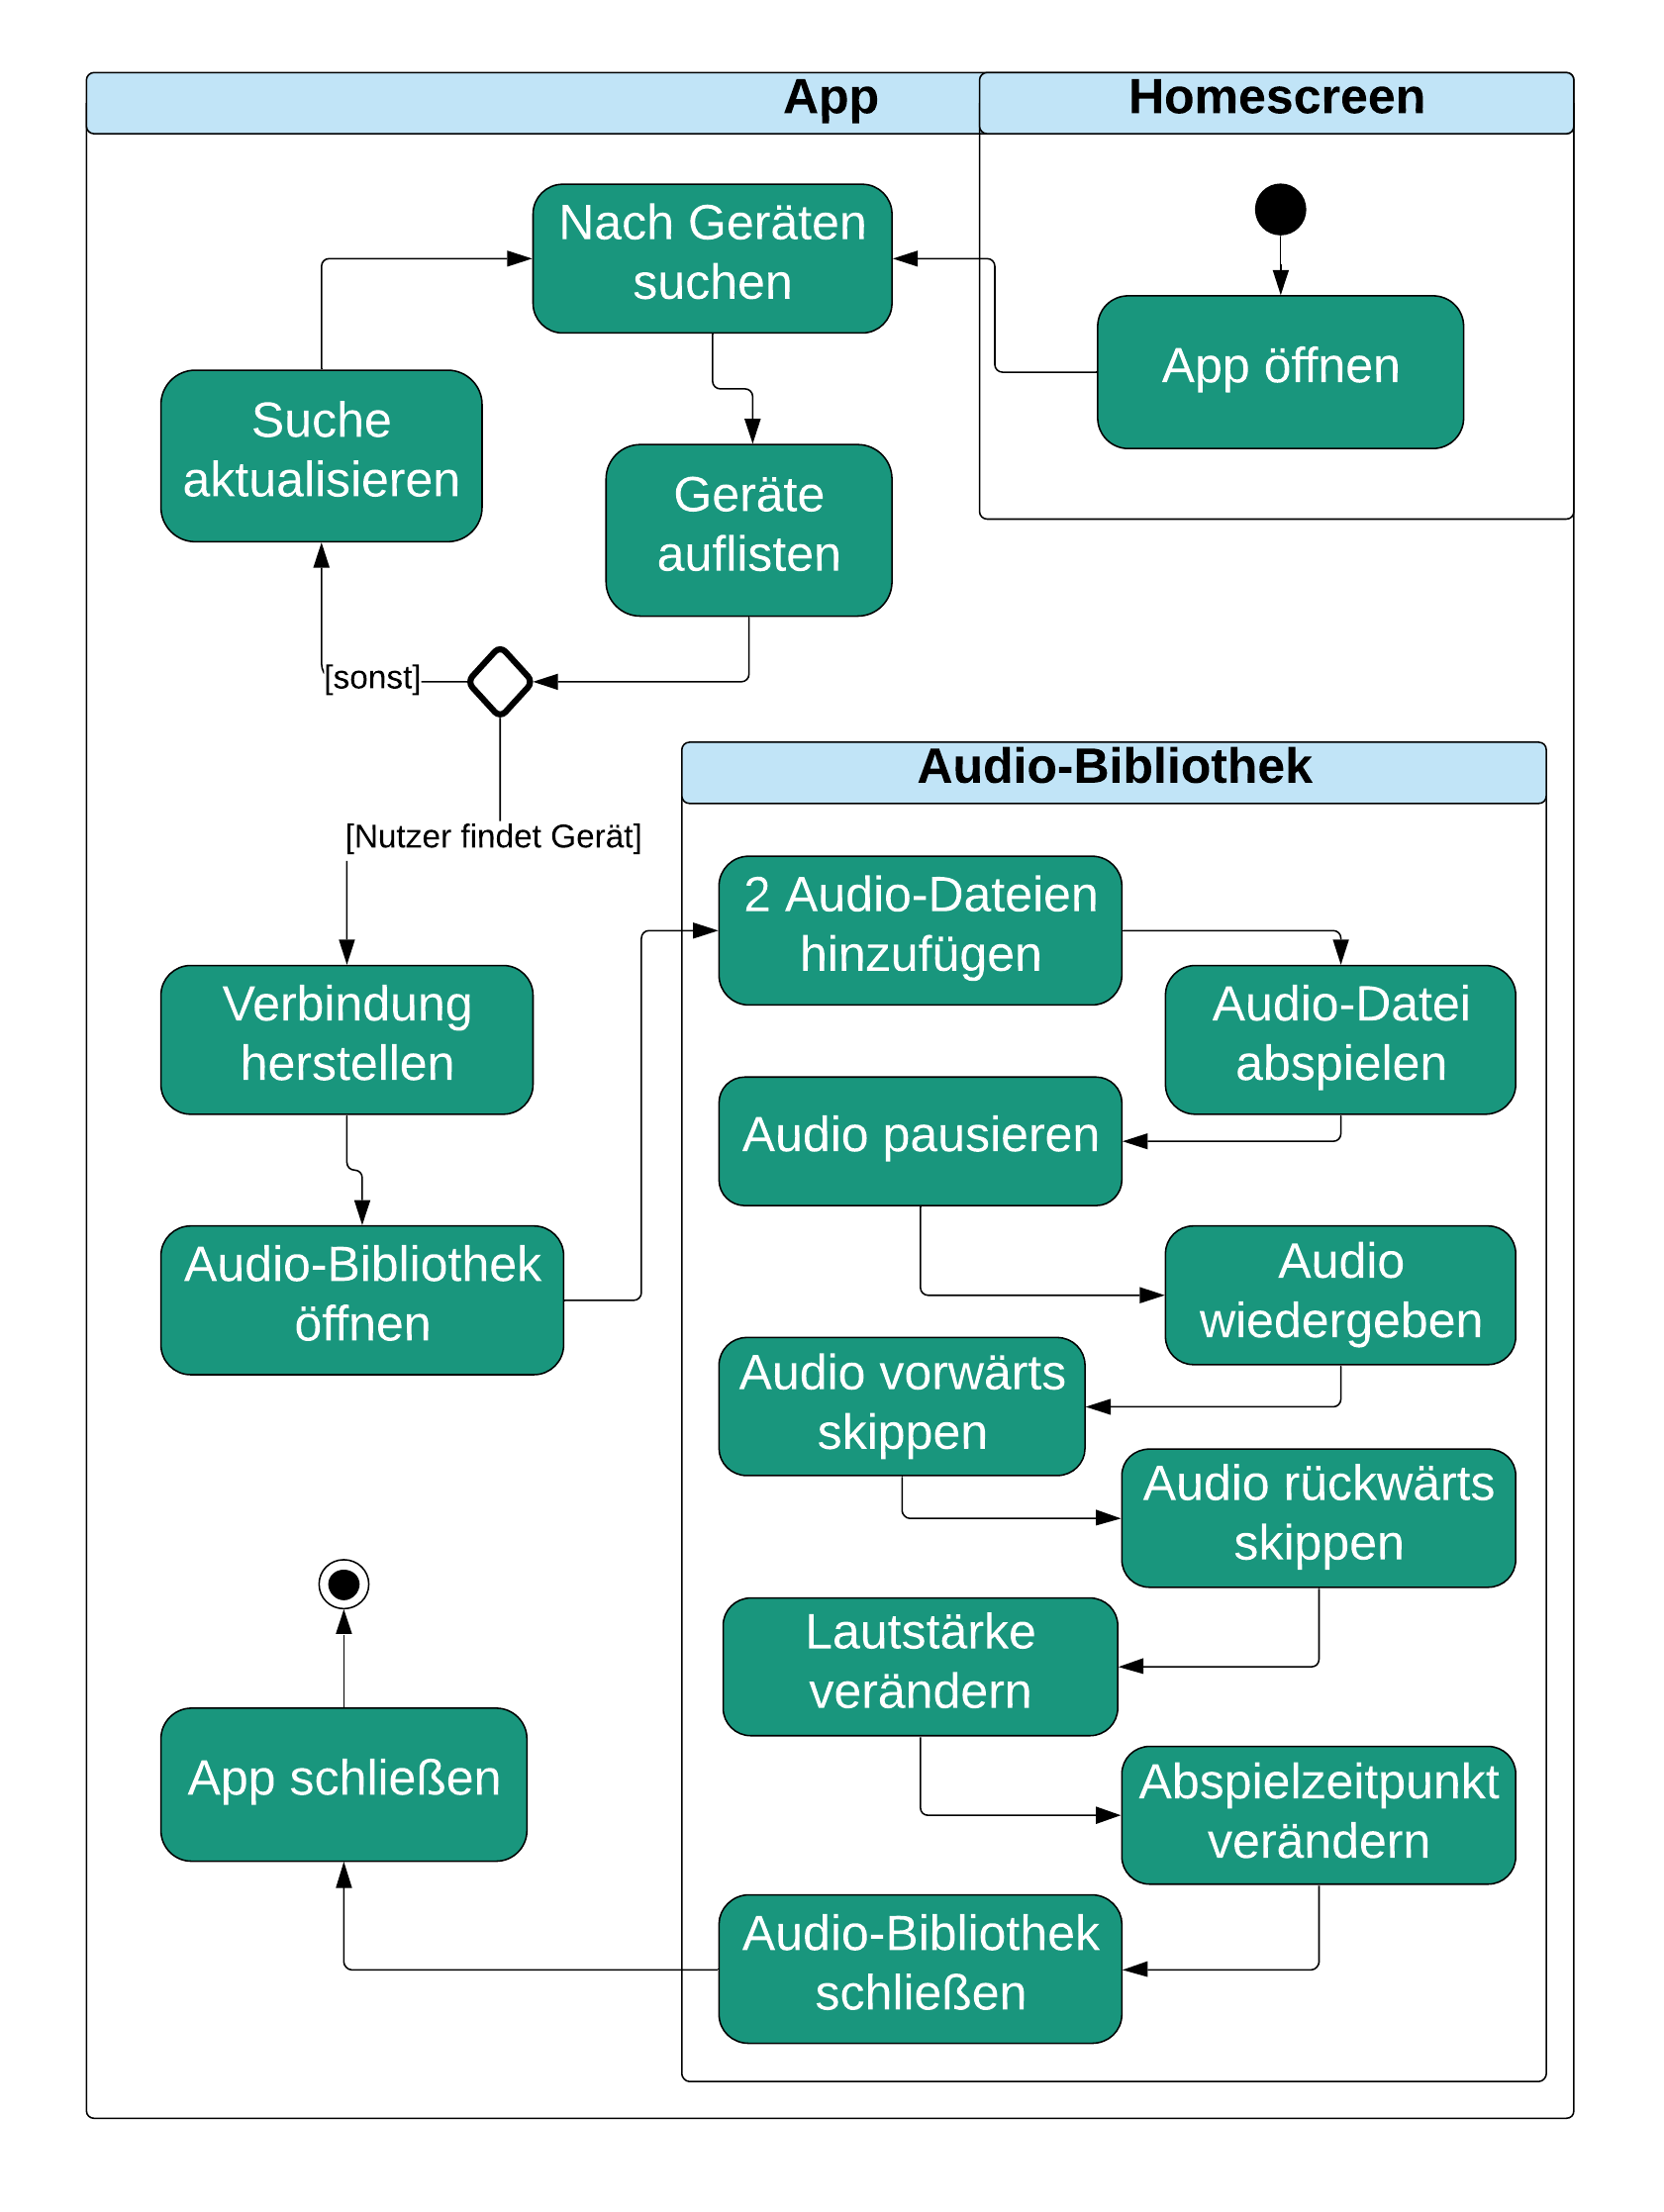 App
Homescreen
Nach Geräten
suchen
App öffnen
Suche
aktualisieren
Geräte
auflisten
[sonst]
[Nutzer findet Gerät]
Verbindung
herstellen
Audio-Bibliothek
öffnen
Audio-Bibliothek
2 Audio-Dateien
hinzufügen
Audio-Datei
abspielen
Audio pausieren
Audio
wiedergeben
Audio vorwärts
skippen
Audio rückwärts
skippen
Lautstärke
verändern
Abspielzeitpunkt
verändern
Audio-Bibliothek
schließen
App schließen